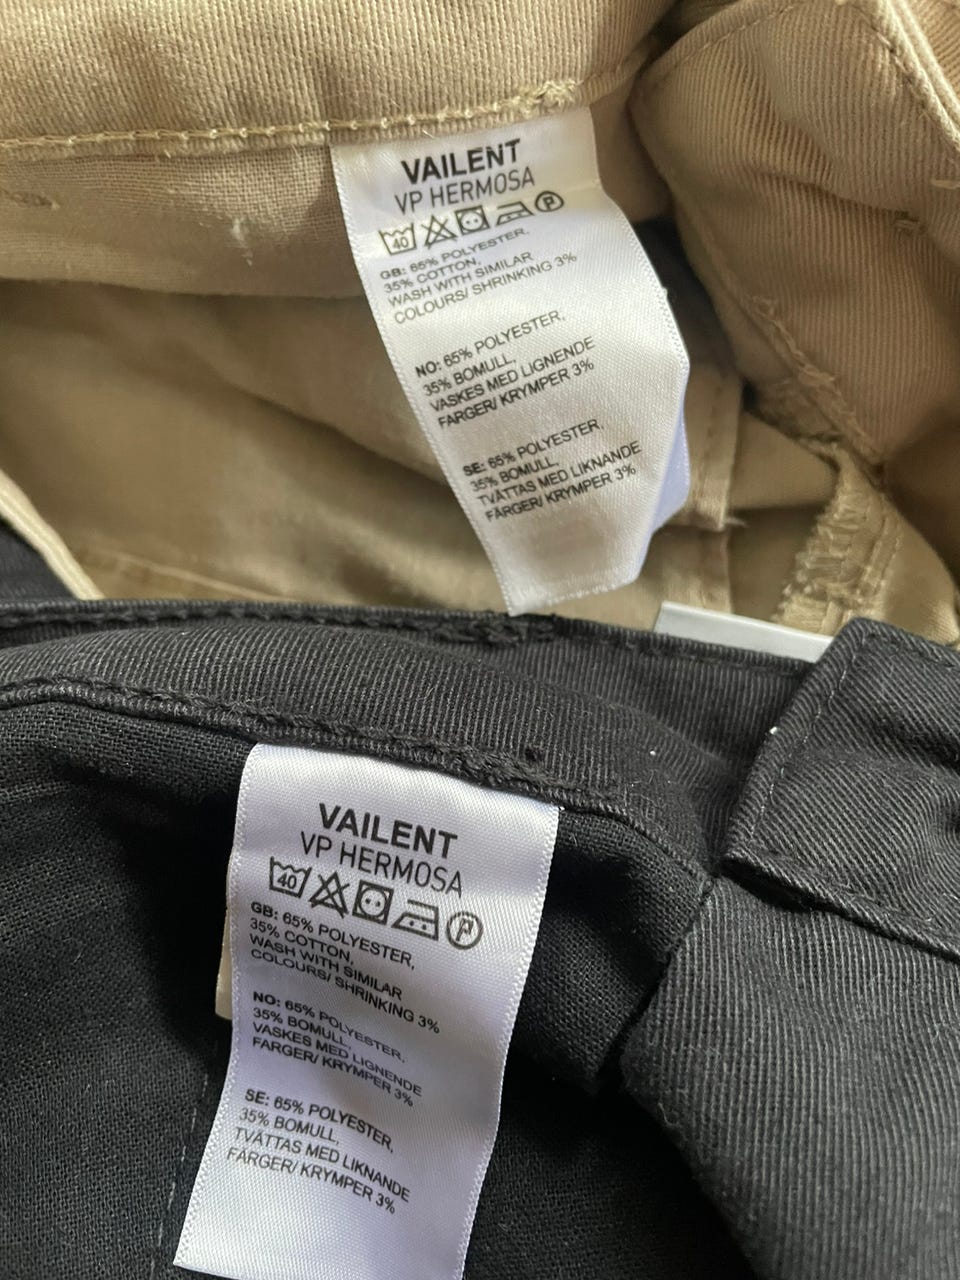 VAILENT
VP HERMOSA
40 P
GB: 65% POLYESTER,
35% COTTON,
WASH WITH SIMILAR
COLOURS/ SHRINKING 3%
NO: 65% POLYESTER,
35% BOMULL,
VASKES MED LIGNENDE
FARGER/ KRYMPER 3%
SE: 65% POLYESTER,
35% BOMULL,
TVÄTTAS MED LIKNANDE
FÄRGER/ KRYMPER 3%
VAILENT
VP HERMOSA
40 P
GB: 65% POLYESTER,
35% COTTON,
WASH WITH SIMILAR
COLOURS/ SHRINKING 3%
NO: 65% POLYESTER,
35% BOMULL,
VASKES MED LIGNENDE
FARGER/ KRYMPER 3%
SE: 65% POLYESTER,
35% BOMULL,
TVÄTTAS MED LIKNANDE
FÄRGER/ KRYMPER 3%